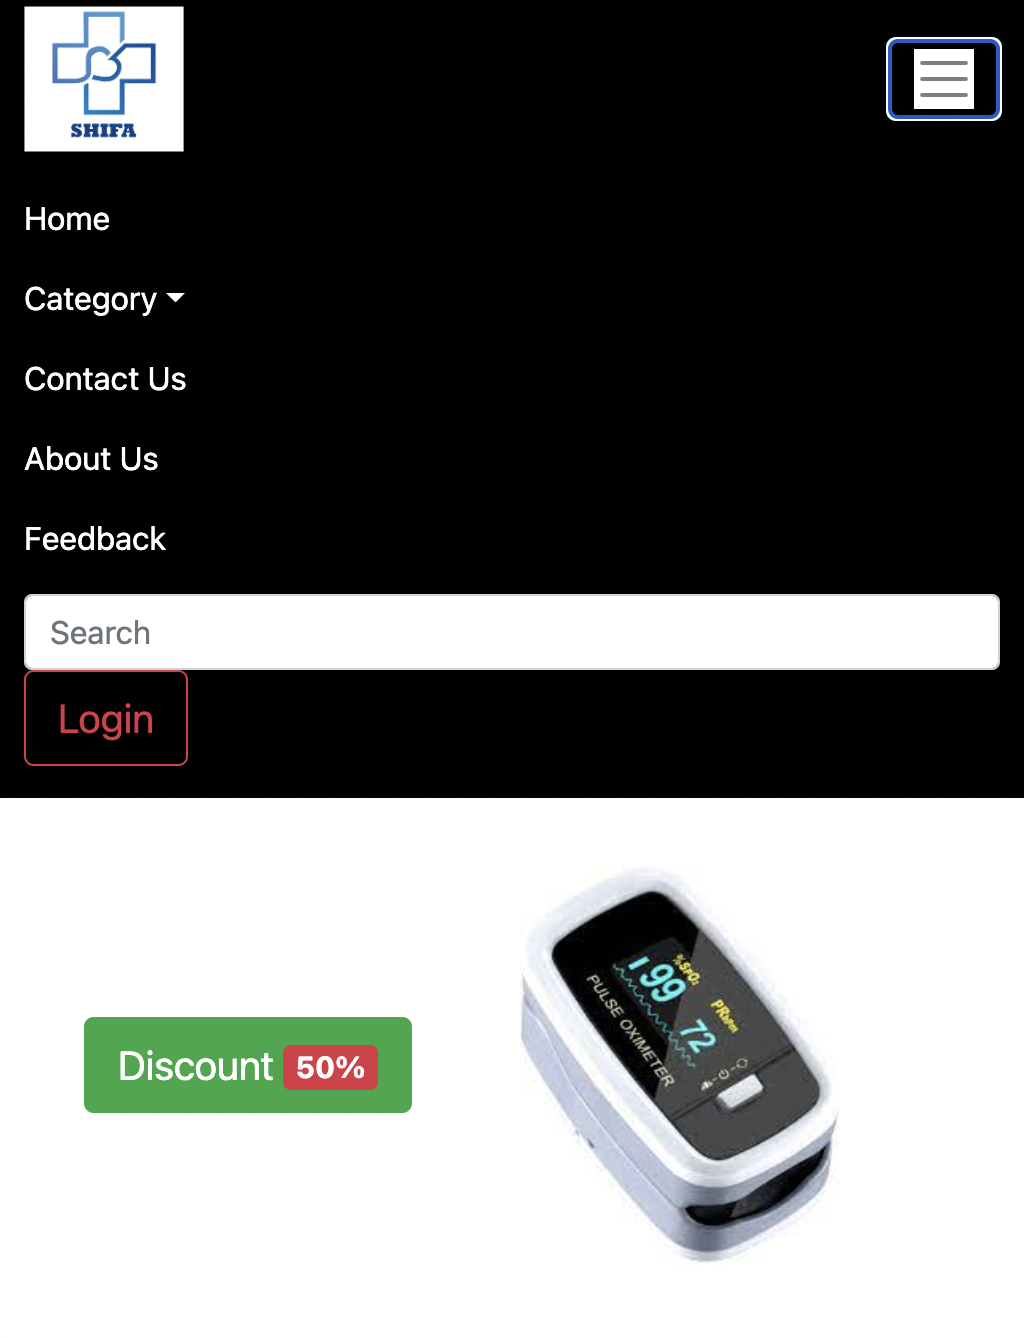 SHIFA
Home
Category
Contact Us
About Us
Feedback
Search
Login
Discount 50%
%SpO₂
99
PRbpm
72
PULSE OXIMETER